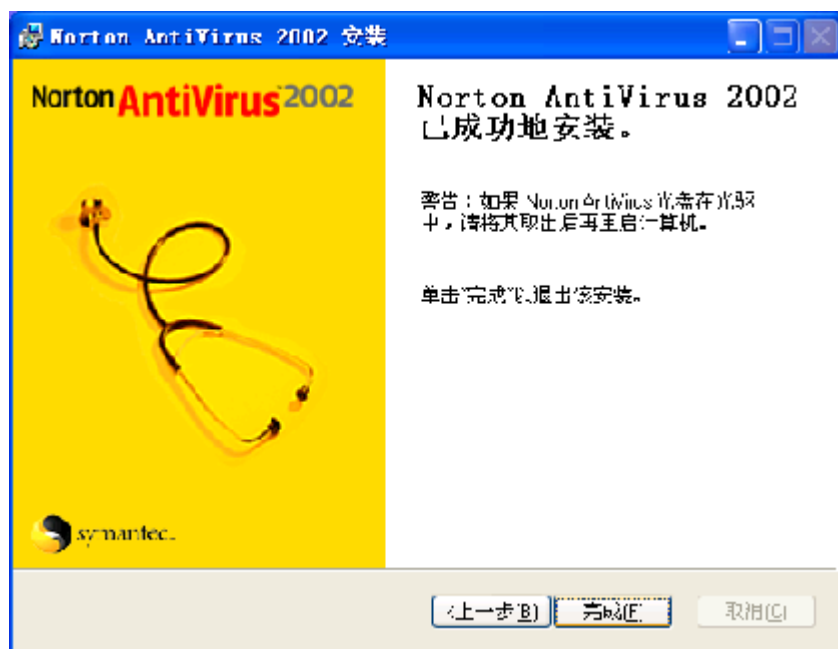 Norton AntiVirus 2002 安装
Norton AntiVirus 2002
Norton AntiVirus 2002
已成功地安装。
警告：如果 Norton AntiVirus 光盘在光驱
中，请将其取出后再重启计算机。
单击“完成”以退出该安装。
symantec.
<上一步(B) 完成(F) 取消(C)